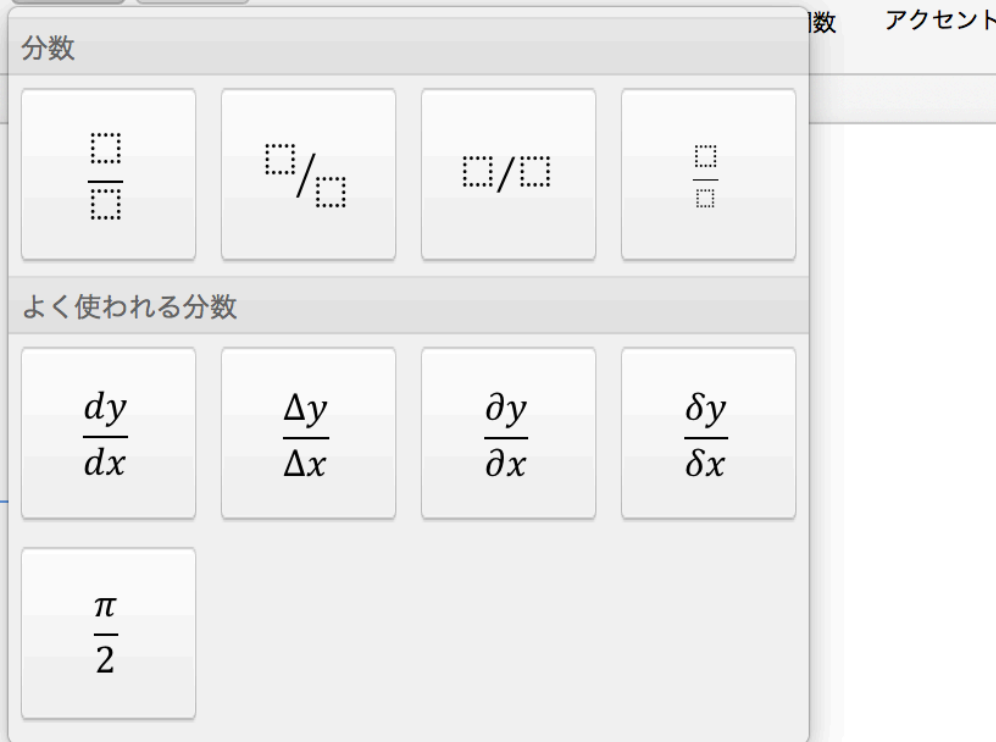 数 アクセント
分数
□/□ □/□ □/□ □/□
よく使われる分数
dy/dx Δy/Δx ∂y/∂x δy/δx
π/2